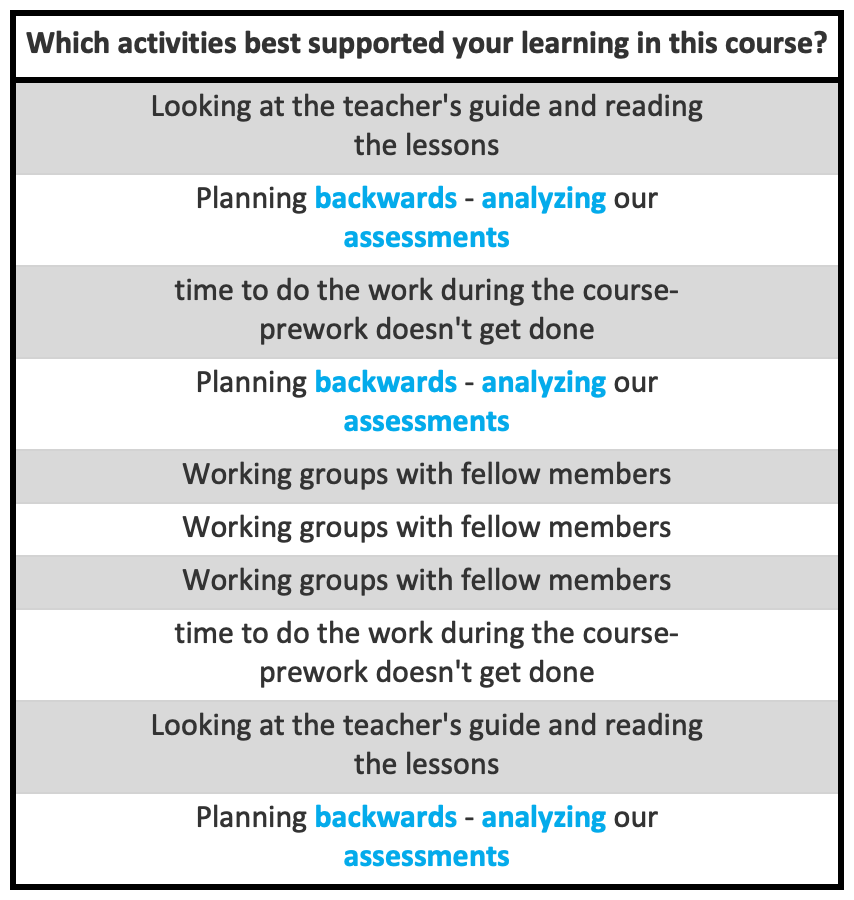 Which activities best supported your learning in this course?
Looking at the teacher's guide and reading
the lessons
Planning backwards - analyzing our
assessments
time to do the work during the course-
prework doesn't get done
Planning backwards - analyzing our
assessments
Working groups with fellow members
Working groups with fellow members
Working groups with fellow members
time to do the work during the course-
prework doesn't get done
Looking at the teacher's guide and reading
the lessons
Planning backwards - analyzing our
assessments